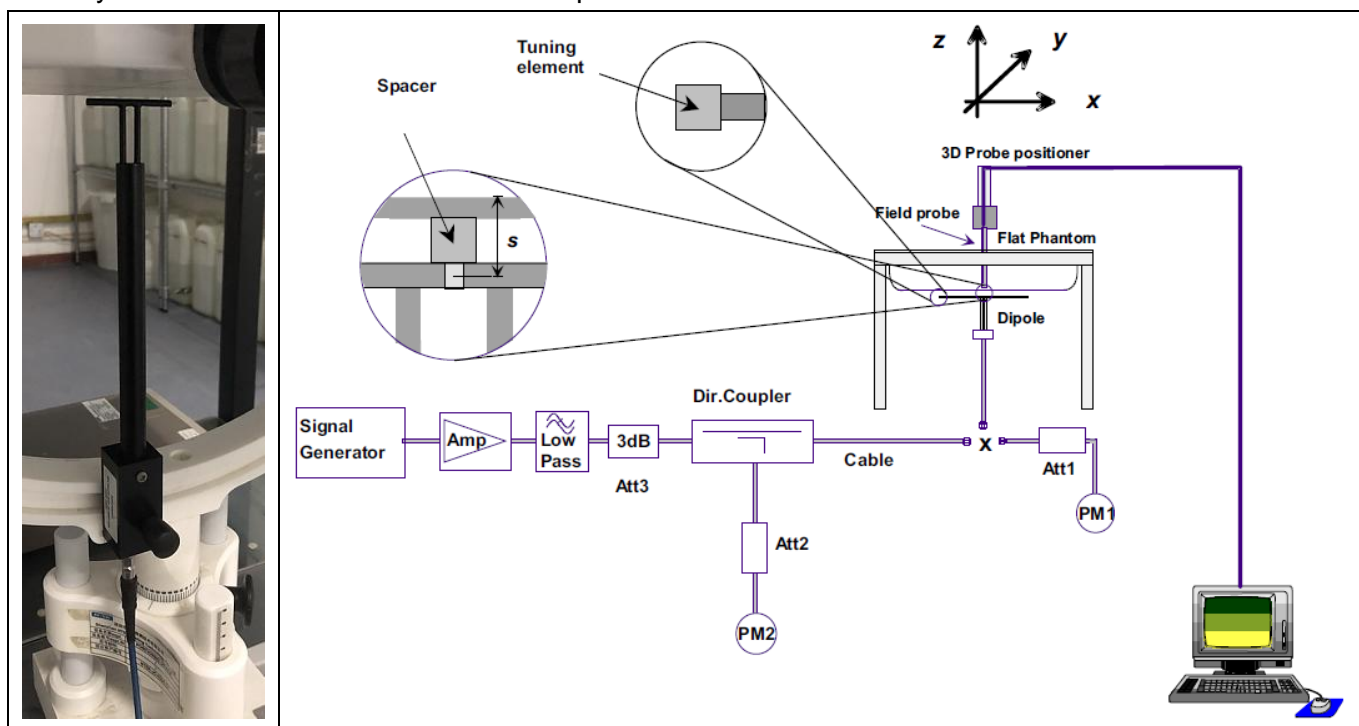 Tuning
element
Spacer
s
z
y
x
3D Probe positioner
Field probe
Flat Phantom
Dipole
Signal
Generator
Amp
Low
Pass
3dB
Att3
Dir.Coupler
Cable
X
Att1
PM1
Att2
PM2